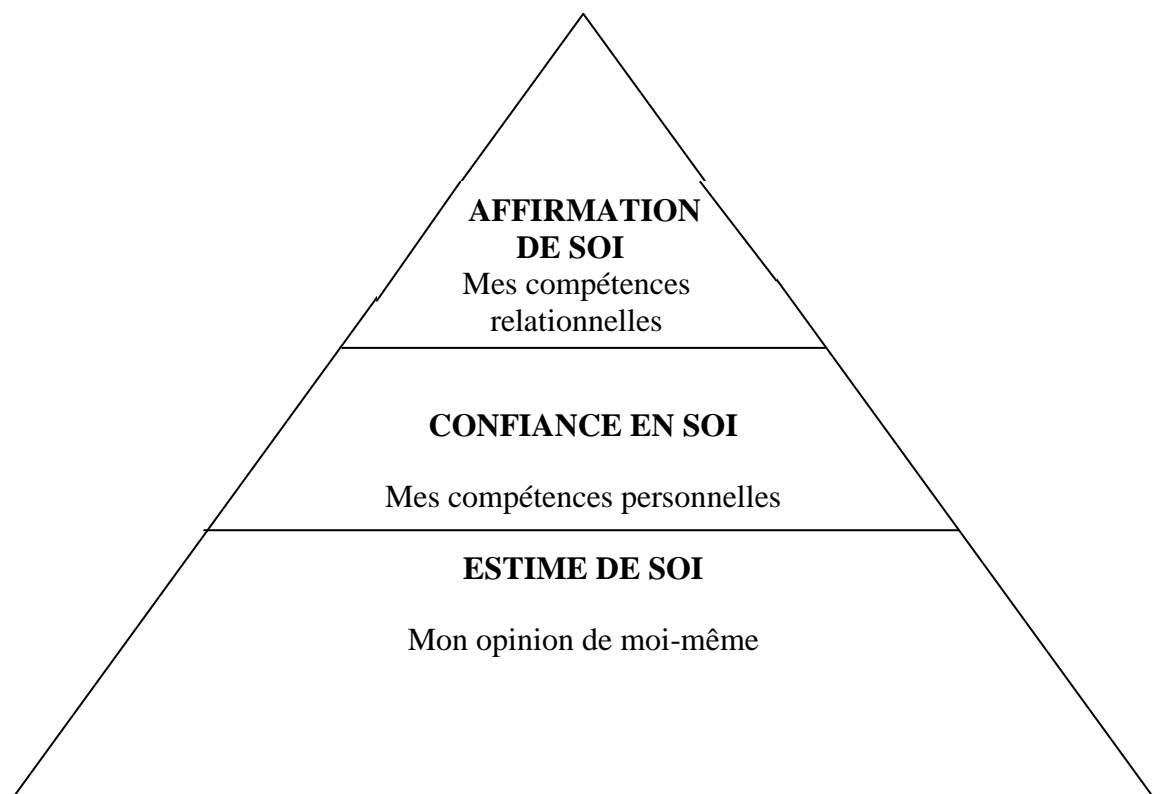 AFFIRMATION
DE SOI
Mes compétences
relationnelles
CONFIANCE EN SOI
Mes compétences personnelles
ESTIME DE SOI
Mon opinion de moi-même